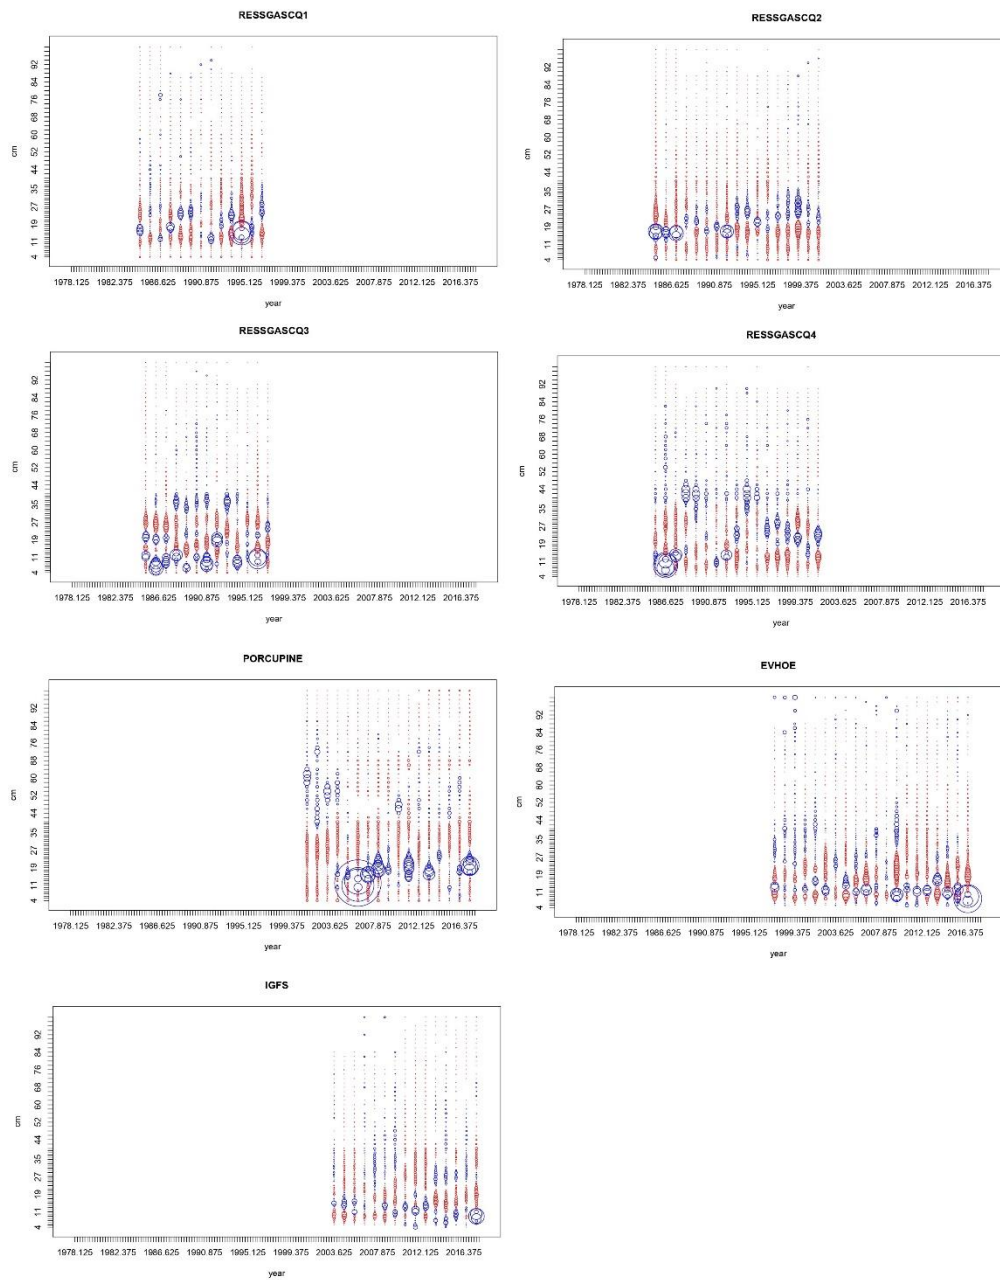 RESSGASCQ1
cm
4 11 19 27 35 44 52 60 68 76 84 92
1978.125 1982.375 1986.625 1990.875 1995.125 1999.375 2003.625 2007.875 2012.125 2016.375
year
RESSGASCQ2
cm
4 11 19 27 35 44 52 60 68 76 84 92
1978.125 1982.375 1986.625 1990.875 1995.125 1999.375 2003.625 2007.875 2012.125 2016.375
year
RESSGASCQ3
cm
4 11 19 27 35 44 52 60 68 76 84 92
1978.125 1982.375 1986.625 1990.875 1995.125 1999.375 2003.625 2007.875 2012.125 2016.375
year
RESSGASCQ4
cm
4 11 19 27 35 44 52 60 68 76 84 92
1978.125 1982.375 1986.625 1990.875 1995.125 1999.375 2003.625 2007.875 2012.125 2016.375
year
PORCUPINE
cm
4 11 19 27 35 44 52 60 68 76 84 92
1978.125 1982.375 1986.625 1990.875 1995.125 1999.375 2003.625 2007.875 2012.125 2016.375
year
EVHOE
cm
4 11 19 27 35 44 52 60 68 76 84 92
1978.125 1982.375 1986.625 1990.875 1995.125 1999.375 2003.625 2007.875 2012.125 2016.375
year
IGFS
cm
4 11 19 27 35 44 52 60 68 76 84 92
1978.125 1982.375 1986.625 1990.875 1995.125 1999.375 2003.625 2007.875 2012.125 2016.375
year